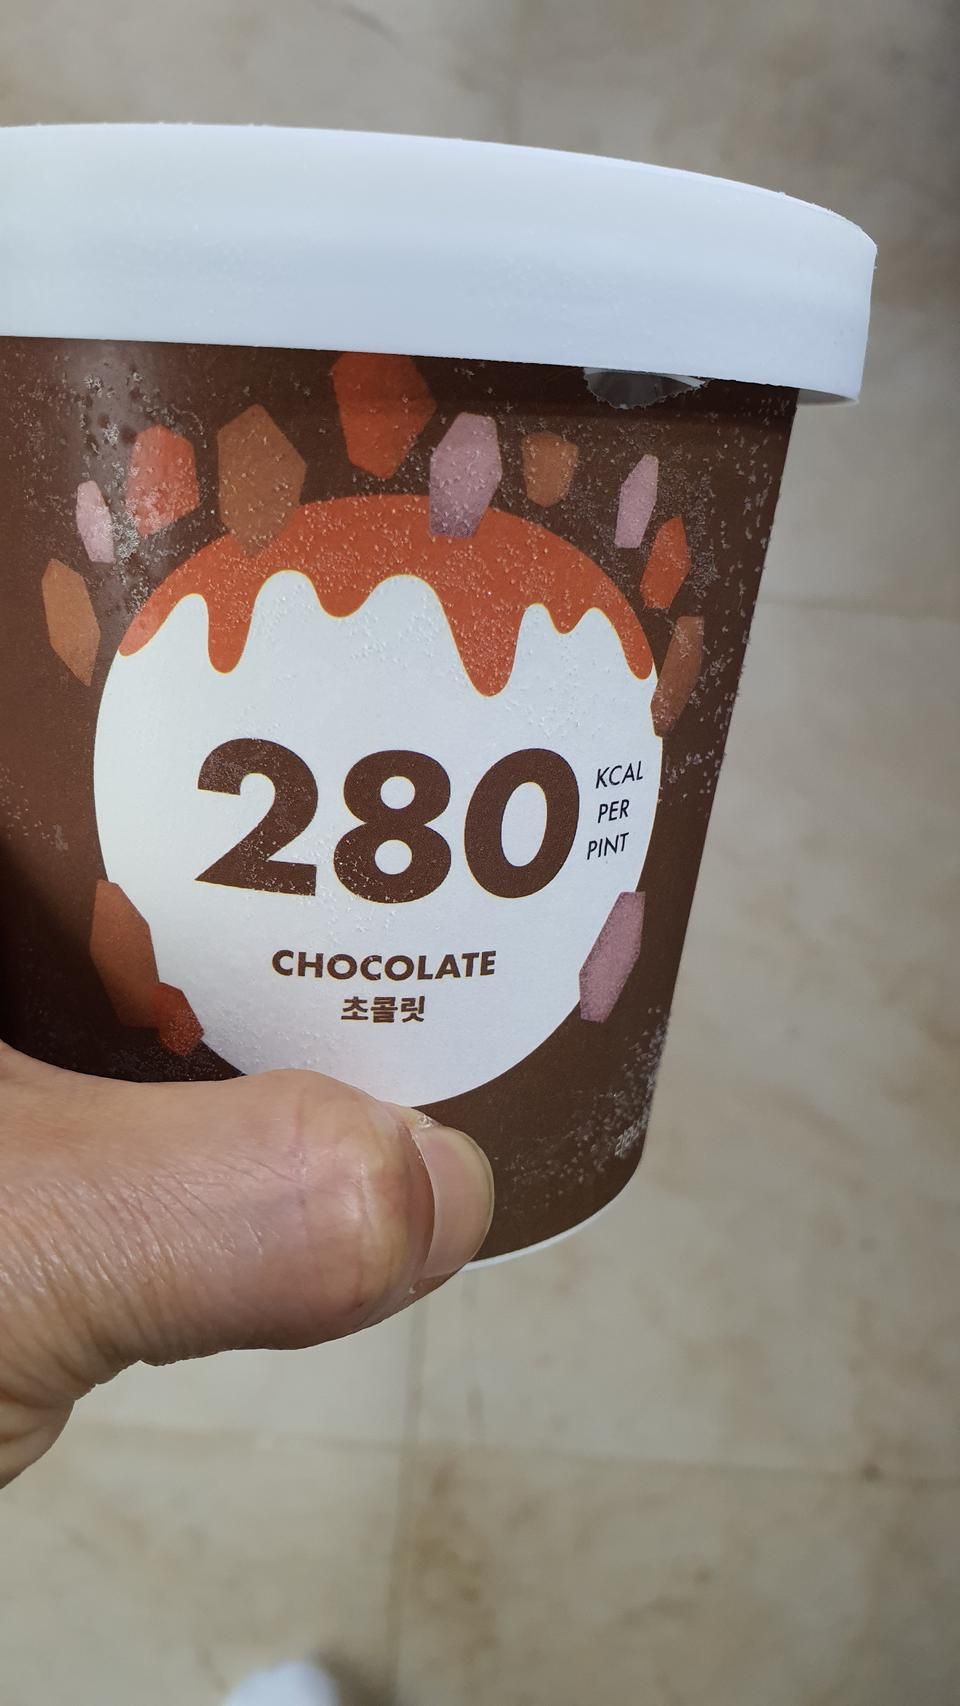 280
KCAL
PER
PINT
CHOCOLATE
초콜릿